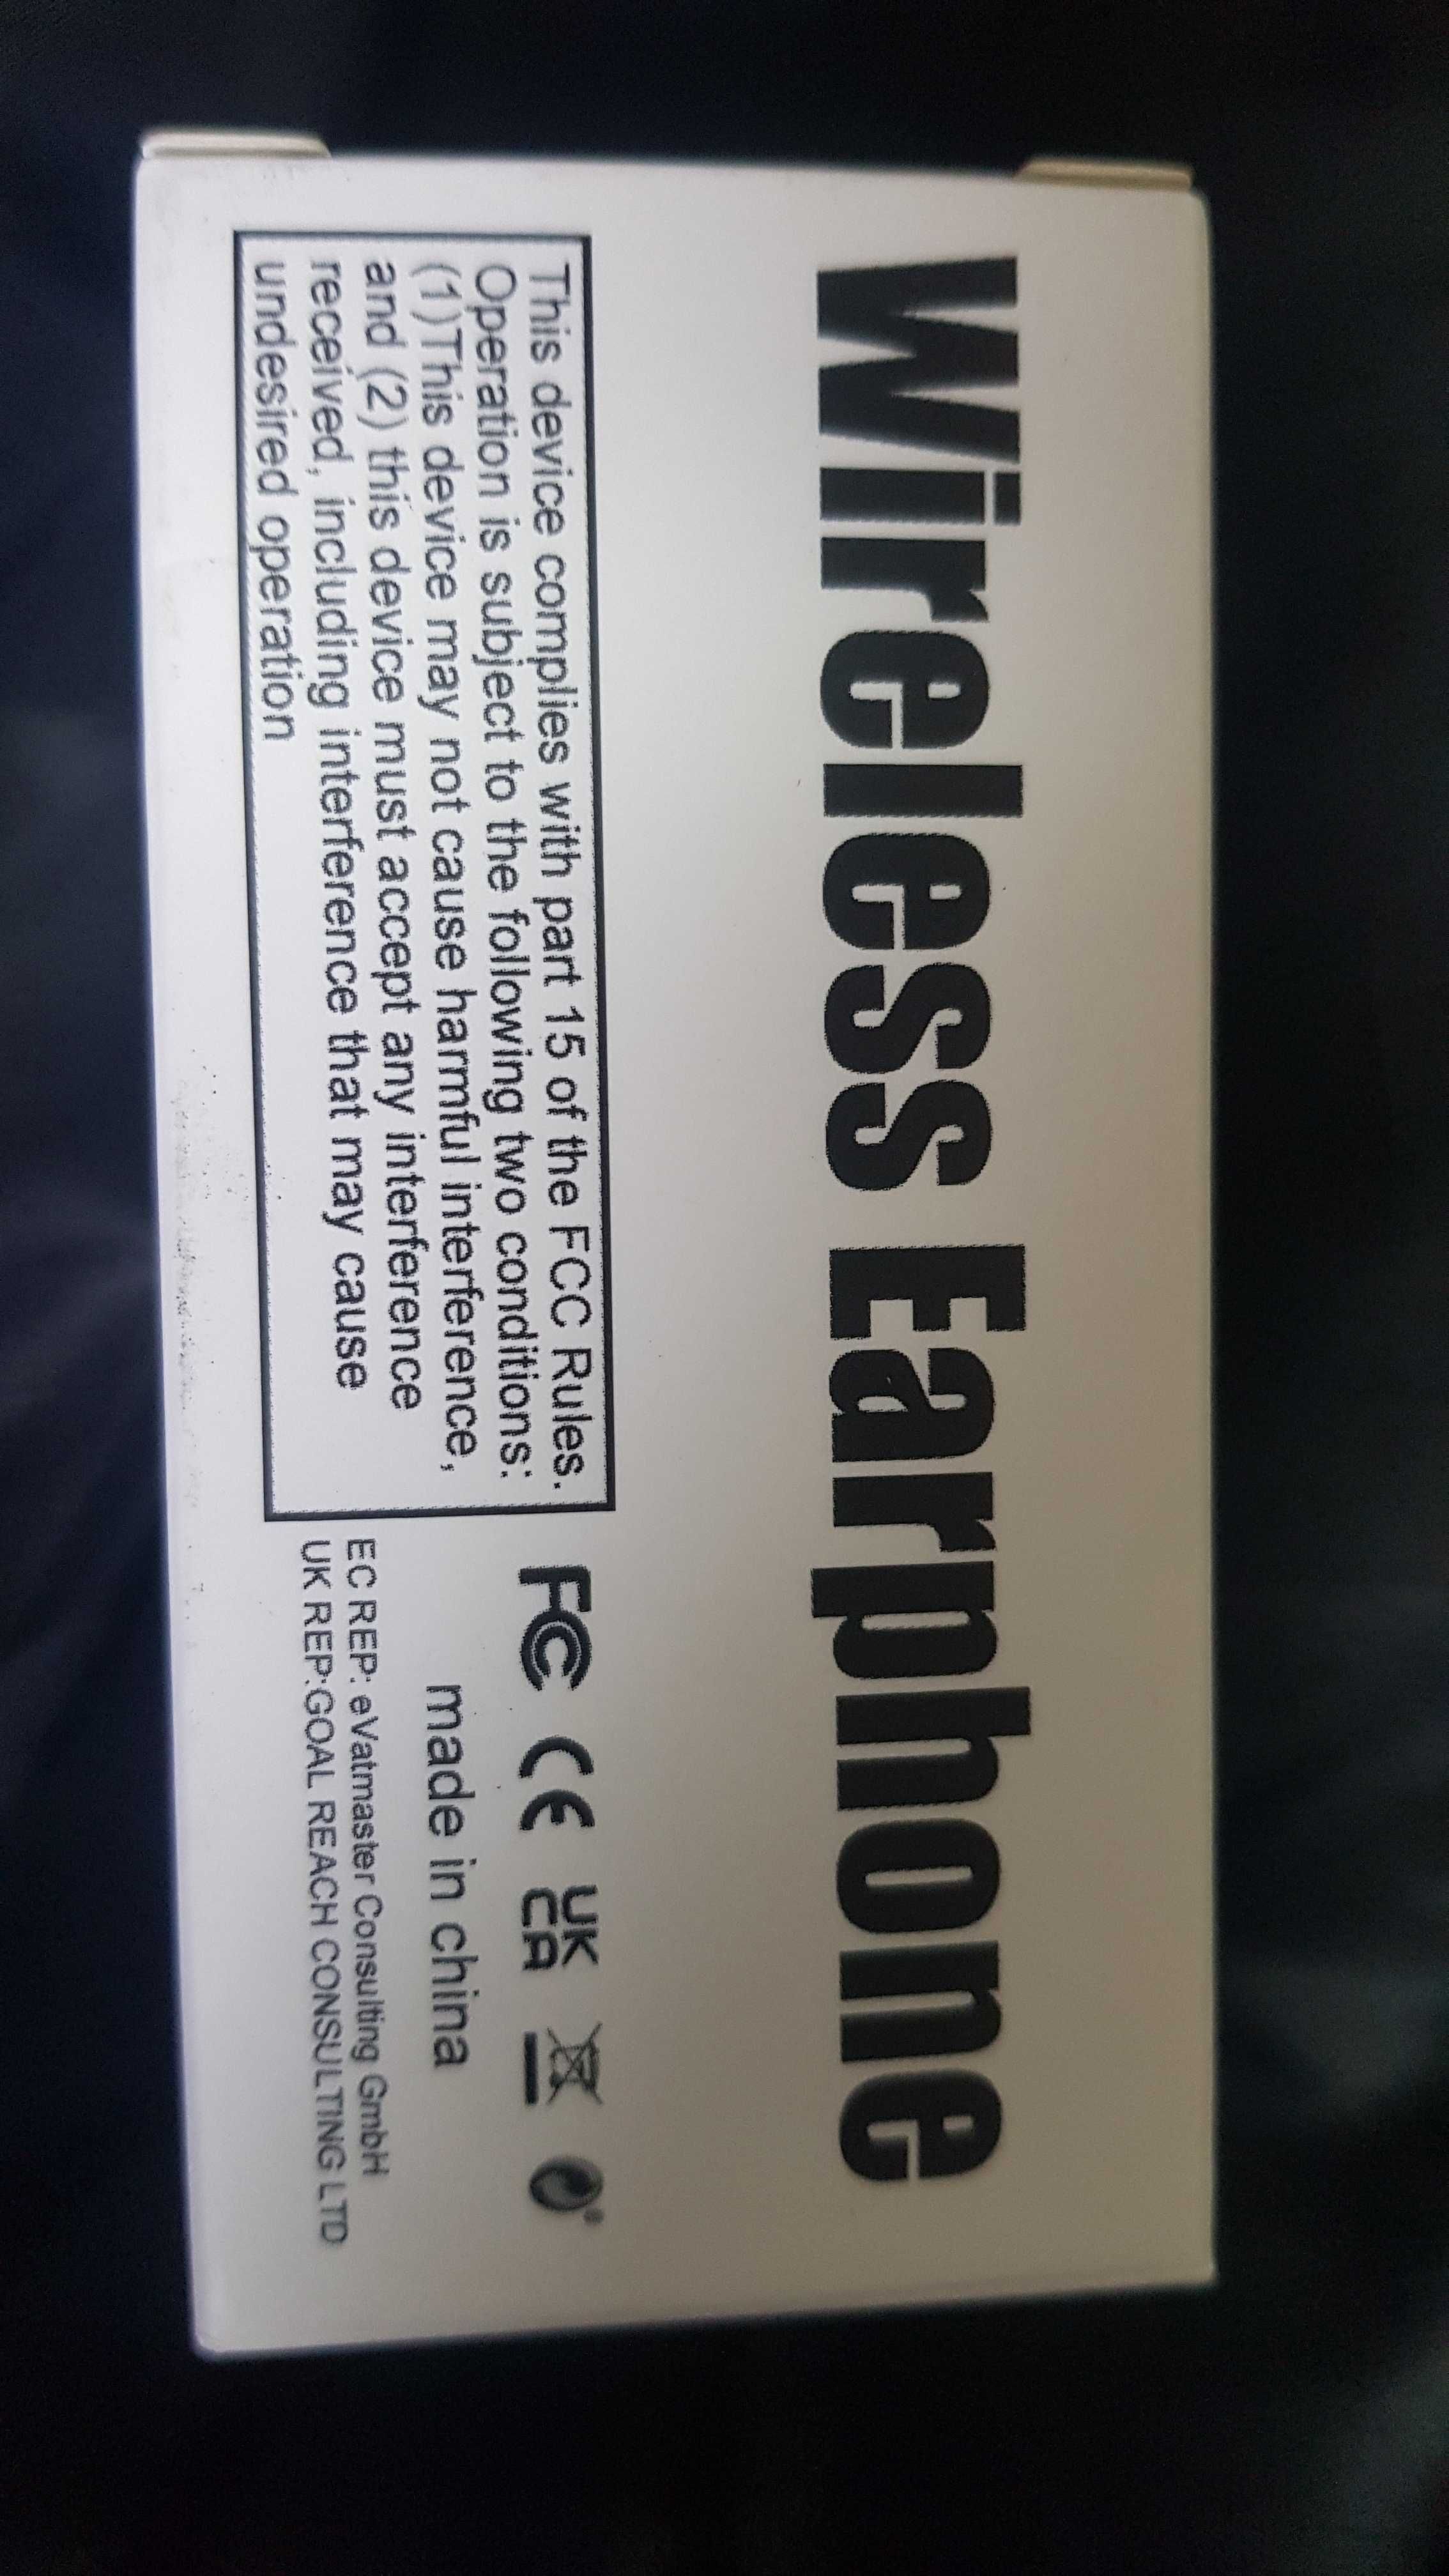 Wireless Earphone
This device complies with part 15 of the FCC Rules.
Operation is subject to the following two conditions:
(1)This device may not cause harmful interference,
and (2) this device must accept any interference
received, including interference that may cause
undesired operation
FC CE UK
CA
made in china
EC REP: eVatmaster Consulting GmbH
UK REP:GOAL REACH CONSULTING LTD